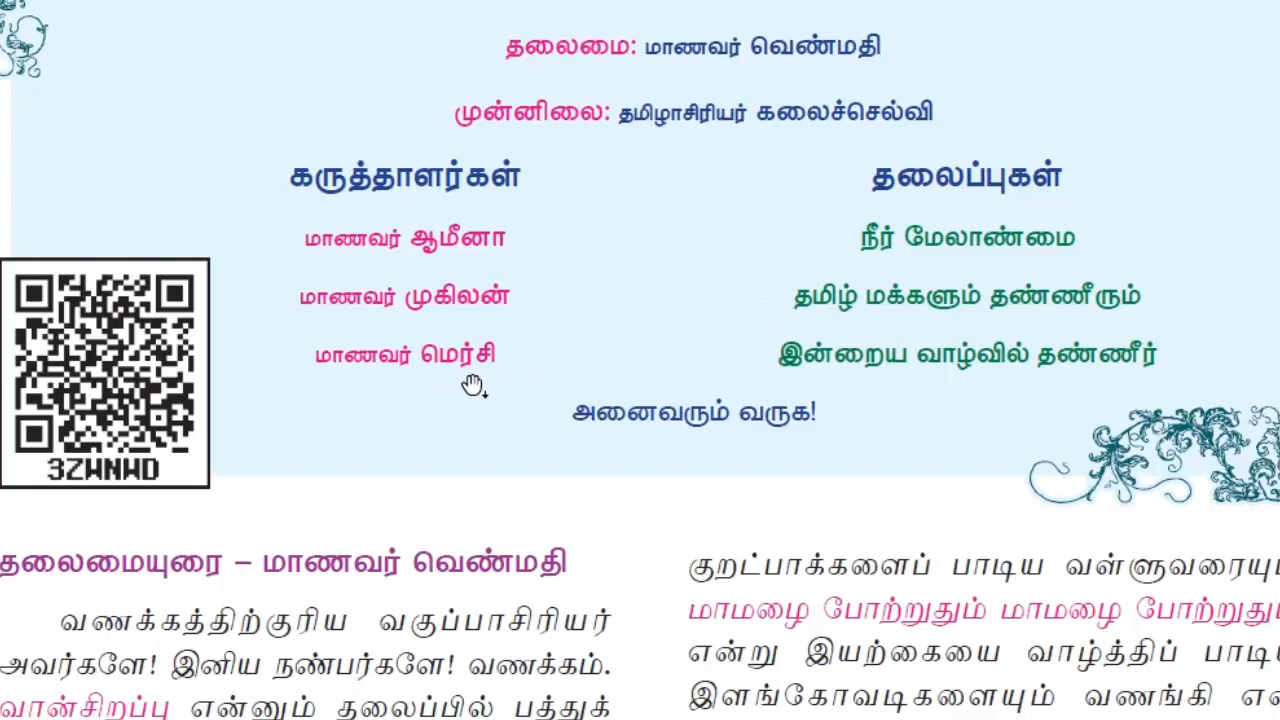 தலைமை: மாணவர் வெண்மதி
முன்னிலை: தமிழாசிரியர் கலைச்செல்வி
கருத்தாளர்கள்
தலைப்புகள்
மாணவர் ஆமீனா
நீர் மேலாண்மை
மாணவர் முகிலன்
தமிழ் மக்களும் தண்ணீரும்
மாணவர் மெர்சி
இன்றைய வாழ்வில் தண்ணீர்
அனைவரும் வருக!
3ZWNWD
தலைமையுரை – மாணவர் வெண்மதி
வணக்கத்திற்குரிய வகுப்பாசிரியர்
அவர்களே! இனிய நண்பர்களே! வணக்கம்.
வான்சிறப்பு என்னும் தலைப்பில் பத்துக்
குறட்பாக்களைப் பாடிய
மாமழை போற்றுதும் மாமழை
என்று இயற்கையை வாழ்த்திப்
இளங்கோவடிகளையும் வணங்கி